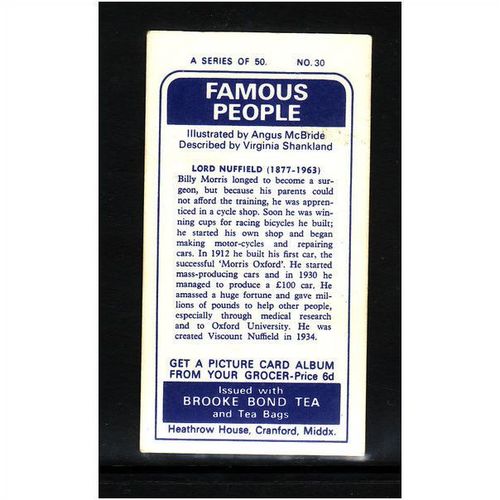 A SERIES OF 50. NO. 30
FAMOUS
PEOPLE
Illustrated by Angus McBride
Described by Virginia Shankland
LORD NUFFIELD (1877-1963)
Billy Morris longed to become a sur-
geon, but because his parents could
not afford the training, he was appren-
ticed in a cycle shop. Soon he was win-
ning cups for racing bicycles he built;
he started his own shop and began
making motor-cycles and repairing
cars. In 1912 he built his first car, the
successful 'Morris Oxford'. He started
mass-producing cars and in 1930 he
managed to produce a £100 car. He
amassed a huge fortune and gave mil-
lions of pounds to help other people,
especially through medical research
and to Oxford University. He was
created Viscount Nuffield in 1934.
GET A PICTURE CARD ALBUM
FROM YOUR GROCER-Price 6d
Issued with
BROOKE BOND TEA
and Tea Bags
Heathrow House, Cranford, Middx.